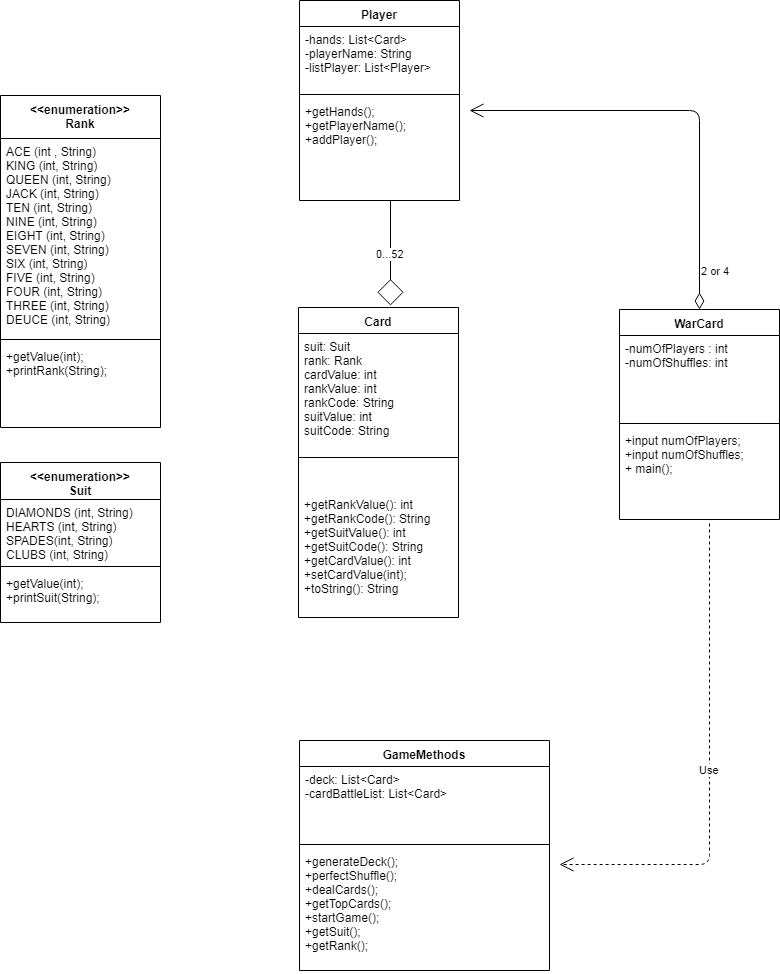 Player
-hands: List<Card>
-playerName: String
-listPlayer: List<Player>
+getHands();
+getPlayerName();
+addPlayer();
<<enumeration>>
Rank
ACE (int , String)
KING (int, String)
QUEEN (int, String)
JACK (int, String)
TEN (int, String)
NINE (int, String)
EIGHT (int, String)
SEVEN (int, String)
SIX (int, String)
FIVE (int, String)
FOUR (int, String)
THREE (int, String)
DEUCE (int, String)
+getValue(int);
+printRank(String);
0...52
2 or 4
Card
suit: Suit
rank: Rank
cardValue: int
rankValue: int
rankCode: String
suitValue: int
suitCode: String
+getRankValue(): int
+getRankCode(): String
+getSuitValue(): int
+getSuitCode(): String
+getCardValue(): int
+setCardValue(int);
+toString(): String
WarCard
-numOfPlayers : int
-numOfShuffles: int
+input numOfPlayers;
+input numOfShuffles;
+ main();
<<enumeration>>
Suit
DIAMONDS (int, String)
HEARTS (int, String)
SPADES(int, String)
CLUBS (int, String)
+getValue(int);
+printSuit(String);
Use
GameMethods
-deck: List<Card>
-cardBattleList: List<Card>
+generateDeck();
+perfectShuffle();
+dealCards();
+getTopCards();
+startGame();
+getSuit();
+getRank();